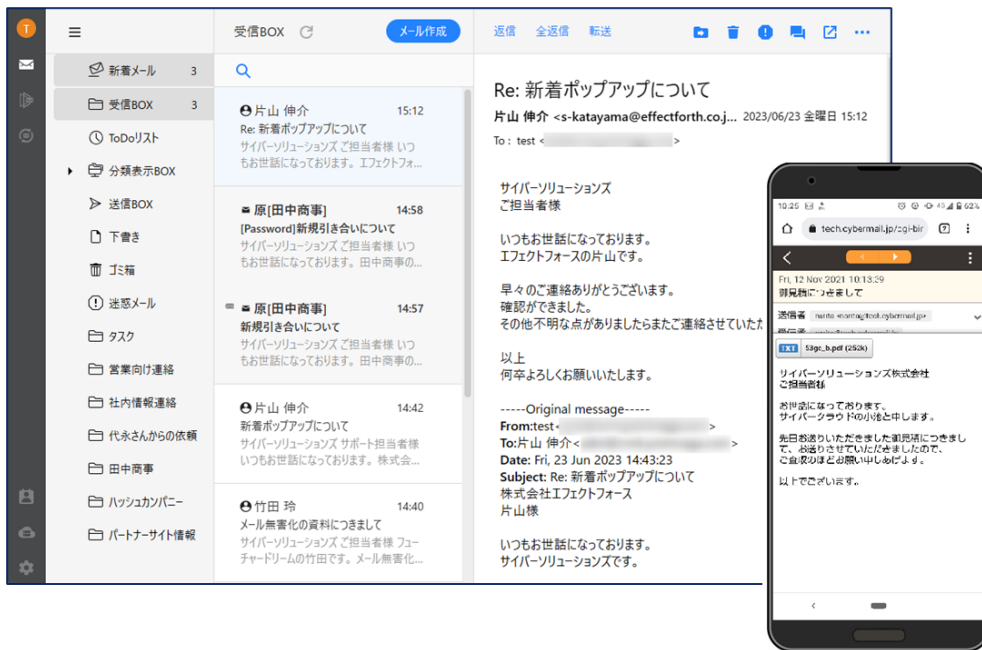 T
受信BOX
メール作成
返信 全返信 転送
新着メール 3
受信BOX 3
ToDoリスト
分類表示BOX
送信BOX
下書き
ゴミ箱
迷惑メール
タスク
営業向け連絡
社内情報連絡
代永さんからの依頼
田中商事
ハッシュカンパニー
パートナーサイト情報
片山 伸介 15:12
Re: 新着ポップアップについて
サイバーソリューションズ ご担当者様 いつ
もお世話になっております。エフェクトフォ...
原[田中商事] 14:58
[Password]新規引き合いについて
サイバーソリューションズ ご担当者様 いつ
もお世話になっております。田中商事の...
原[田中商事] 14:57
新規引き合いについて
サイバーソリューションズ ご担当者様 いつ
もお世話になっております。田中商事の...
片山 伸介 14:42
新着ポップアップについて
サイバーソリューションズ サポート担当者様
いつもお世話になっております。株式会...
竹田 玲 14:40
メール無害化の資料につきまして
サイバーソリューションズ ご担当者様 フュー
チャードリームの竹田です。メール無害化...
Re: 新着ポップアップについて
片山 伸介 <s-katayama@effectforth.co.j... 2023/06/23 金曜日 15:12
To : test < >
サイバーソリューションズ
ご担当者様
いつもお世話になっております。
エフェクトフォースの片山です。
早々のご連絡ありがとうございます。
確認ができました。
その他不明な点がありましたらまたご連絡させていただ
以上
何卒よろしくお願いいたします。
-----Original message-----
From:test< >
To:片山 伸介< >
Date: Fri, 23 Jun 2023 14:43:23
Subject: Re: 新着ポップアップについて
株式会社エフェクトフォース
片山様
いつもお世話になっております。
サイバーソリューションズです。
10:25 62%
tech.cybermail.jp/cgi-bir
Fri, 12 Nov 2021 10:13:39
御見積につきまして
送信者
TXT 53gc_b.pdf (252k)
サイバーソリューションズ株式会社
ご担当者様
お世話になっております。
サイバークラウドの小池と申します。
先日お送りいただきました御見積につきまし
て、お送りさせていただきましたので、
ご査収のほどお願い申しあげます。
以上でございます。